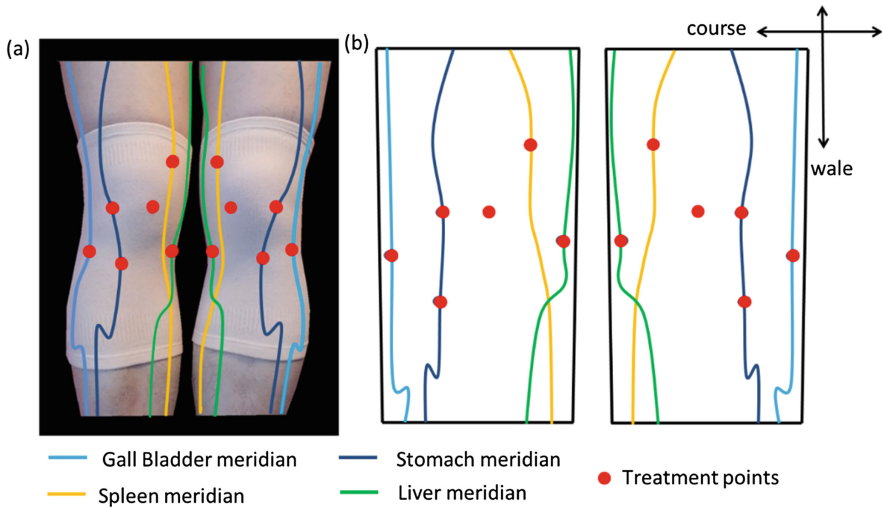 (a)
(b)
course
wale
Gall Bladder meridian
Stomach meridian
Treatment points
Spleen meridian
Liver meridian